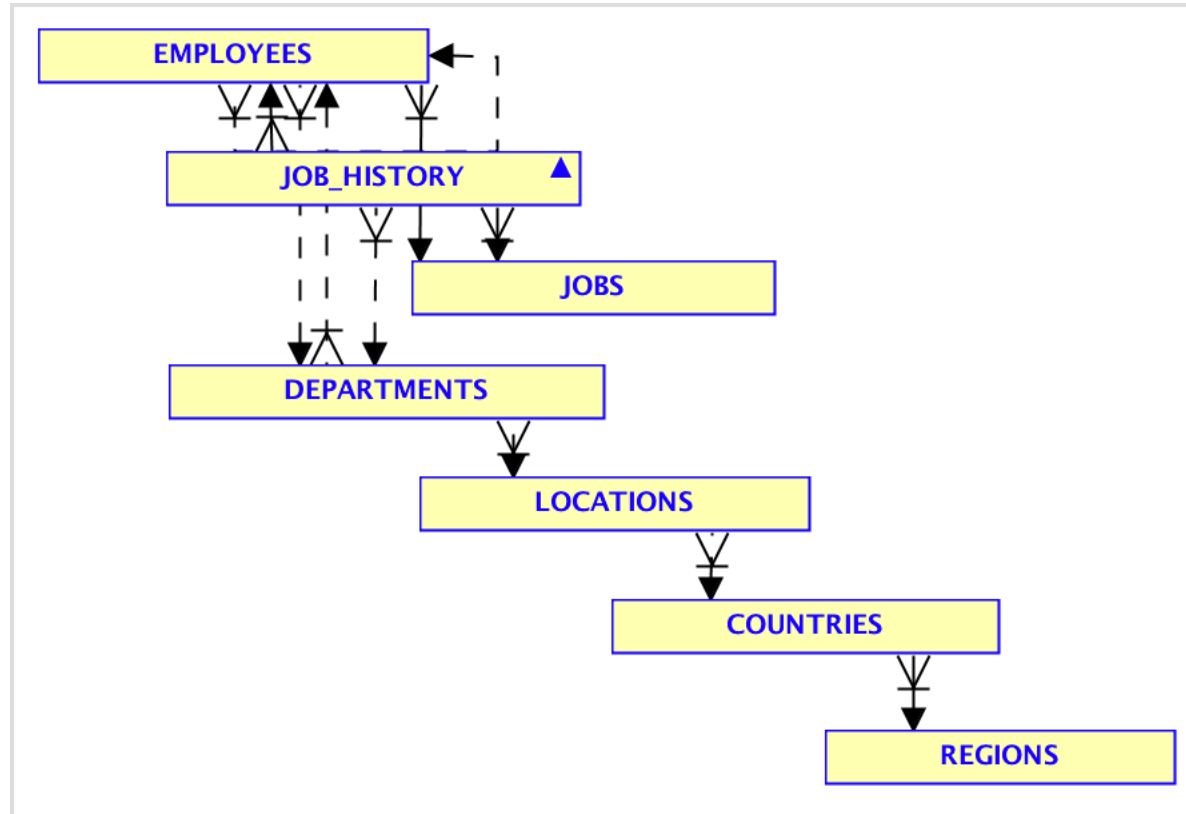 EMPLOYEES
JOB_HISTORY
JOBS
DEPARTMENTS
LOCATIONS
COUNTRIES
REGIONS